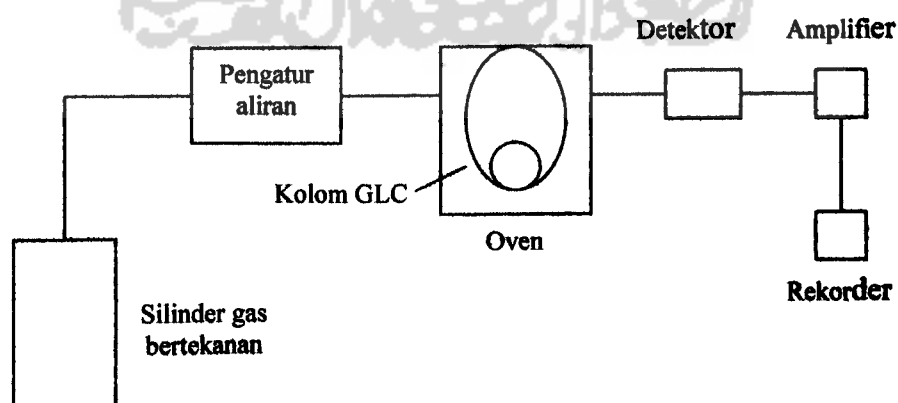 Detektor
Amplifier
Pengatur
aliran
Kolom GLC
Oven
Rekorder
Silinder gas
bertekanan